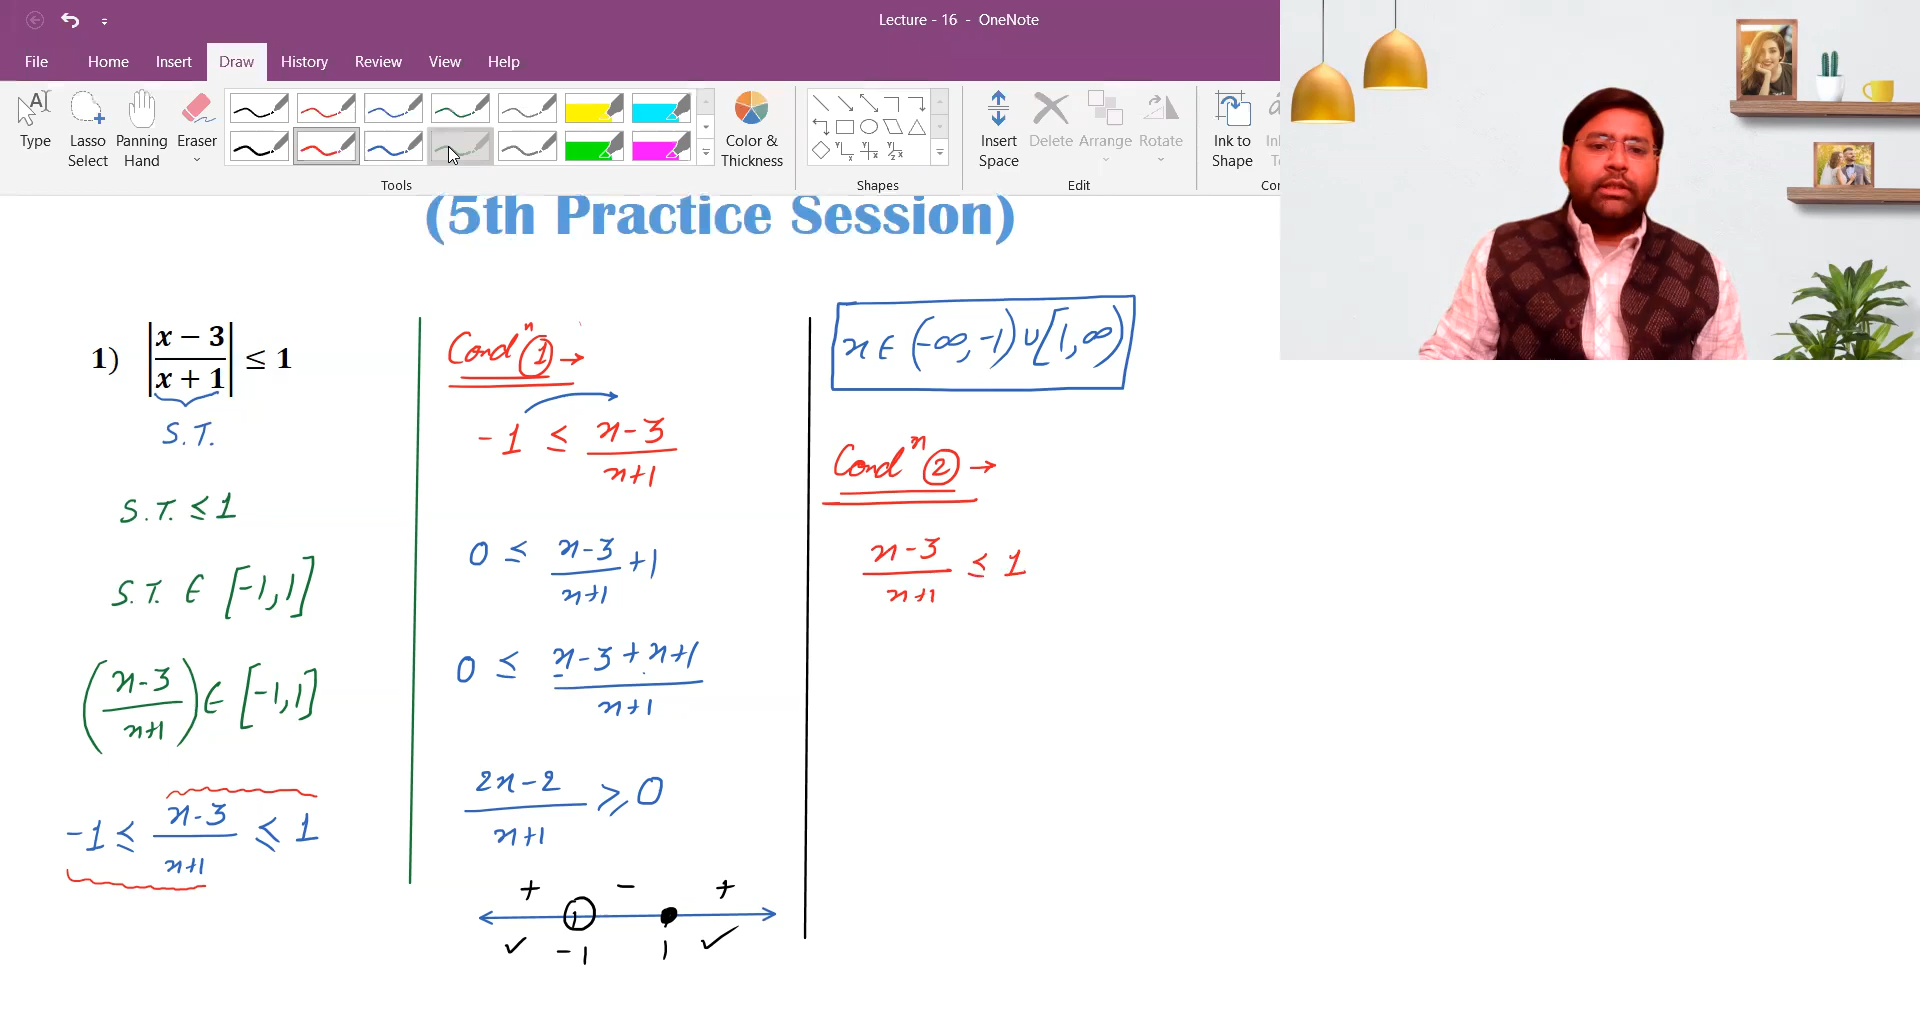 Lecture - 16 - OneNote
File Home Insert Draw History Review View Help
Type
Lasso Select
Panning Hand
Eraser
Color & Thickness
Insert Space
Delete
Arrange
Rotate
Ink to Shape
Tools
Shapes
Edit
(5th Practice Session)
1) |x − 3 / x + 1| ≤ 1
S.T.
S.T. ≤ 1
S.T. ∈ [-1,1]
(x-3 / x+1) ∈ [-1,1]
-1 ≤ x-3 / x+1 ≤ 1
Condⁿ ① →
-1 ≤ x-3 / x+1
0 ≤ x-3 / x+1 +1
0 ≤ x-3+x+1 / x+1
2x-2 / x+1 ≥ 0
+ - +
✓ -1 1 ✓
x ∈ (-∞,-1) ∪ [1,∞)
Condⁿ ② →
x-3 / x+1 ≤ 1